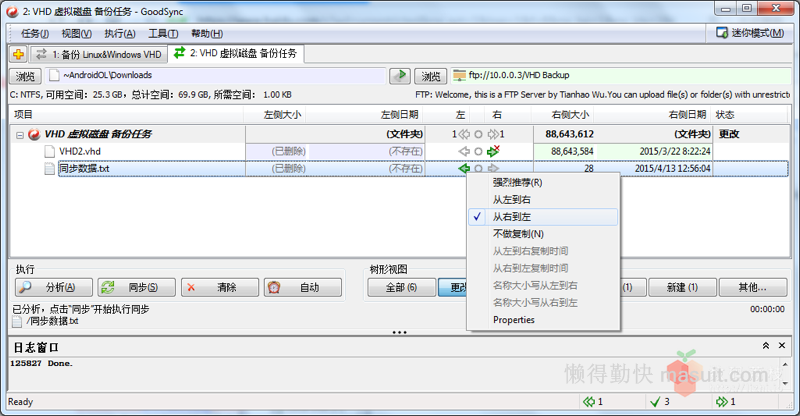 2: VHD 虚拟磁盘 备份任务 - GoodSync
任务(J) 视图(V) 执行(A) 工具(T) 帮助(H) 迷你模式(M)
1: 备份 Linux&Windows VHD 2: VHD 虚拟磁盘 备份任务
浏览 ~AndroidOL\Downloads 浏览 ftp://10.0.0.3/VHD Backup
C: NTFS, 可用空间: 25.3 GB, 总计空间: 69.9 GB, 所需空间: 1.00 KB FTP: Welcome, this is a FTP Server by Tianhao Wu.You can upload file(s) or folder(s) with unrestricte
项目 左侧大小 左侧日期 左 右 右侧大小 右侧日期 状态
VHD 虚拟磁盘 备份任务 (文件夹) 1 1 88,643,612 (文件夹) 更改
VHD2.vhd (已删除) (不存在) 88,643,584 2015/3/22 8:22:24
同步数据.txt (已删除) (不存在) 28 2015/4/13 12:56:04
强烈推荐(R)
从左到右
从右到左
不做复制(N)
从左到右复制时间
从右到左复制时间
名称大小写从左到右
名称大小写从右到左
Properties
执行 树形视图
分析(A) 同步(S) 清除 自动 全部 (6) 更改 (1) 新建 (1) 其他...
已分析，点击"同步"开始执行同步 00:00:00
/同步数据.txt
日志窗口
125827 Done.
懒得勤快 masuit.com
Ready 1 3 1